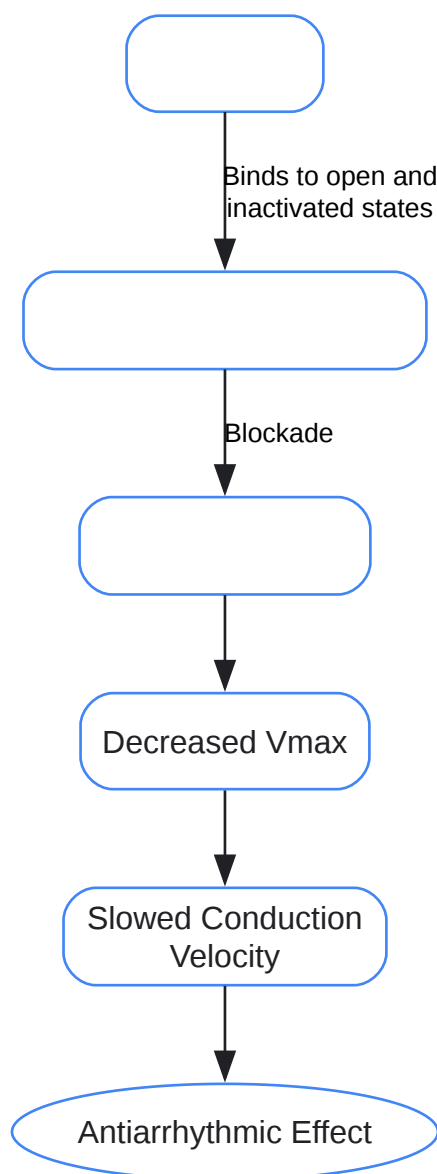 Binds to open and
inactivated states
Blockade
Decreased Vmax
Slowed Conduction
Velocity
Antiarrhythmic Effect